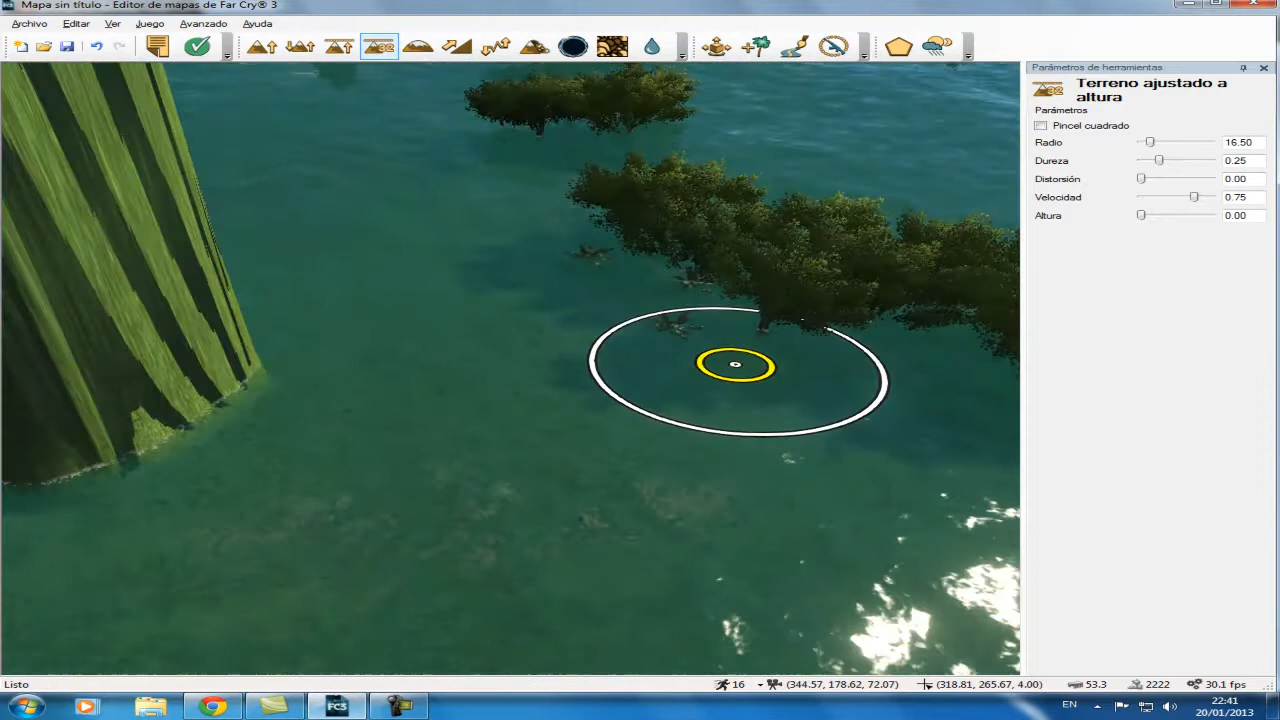 Mapa sin título - Editor de mapas de Far Cry® 3
Archivo Editar Ver Juego Avanzado Ayuda
32
Parámetros de herramientas
32 Terreno ajustado a altura
Parámetros
Pincel cuadrado
Radio 16.50
Dureza 0.25
Distorsión 0.00
Velocidad 0.75
Altura 0.00
Listo 16 (344.57, 178.62, 72.07) (318.81, 265.67, 4.00) 53.3 2222 30.1 fps
FC3 EN 22:41
20/01/2013